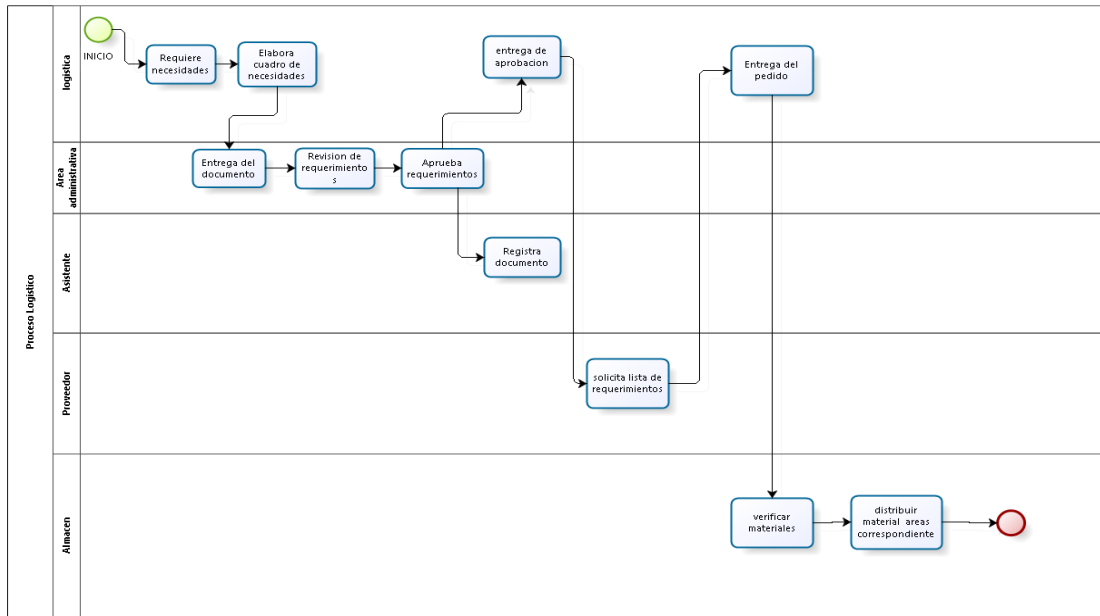 Proceso Logístico
logística
INICIO
Requiere
necesidades
Elabora
cuadro de
necesidades
entrega de
aprobacion
Entrega del
pedido
Area
administrativa
Entrega del
documento
Revision de
requerimiento
s
Aprueba
requerimientos
Asistente
Registra
documento
Proveedor
solicita lista de
requerimientos
Almacen
verificar
materiales
distribuir
material areas
correspondiente